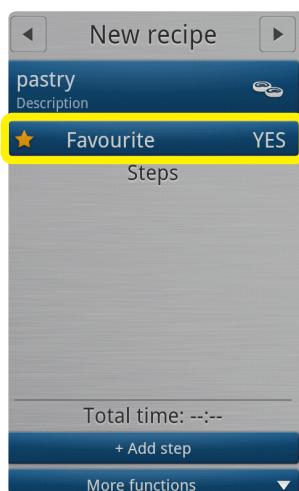 New recipe
pastry
Description
Favourite YES
Steps
Total time: --:--
+ Add step
More functions